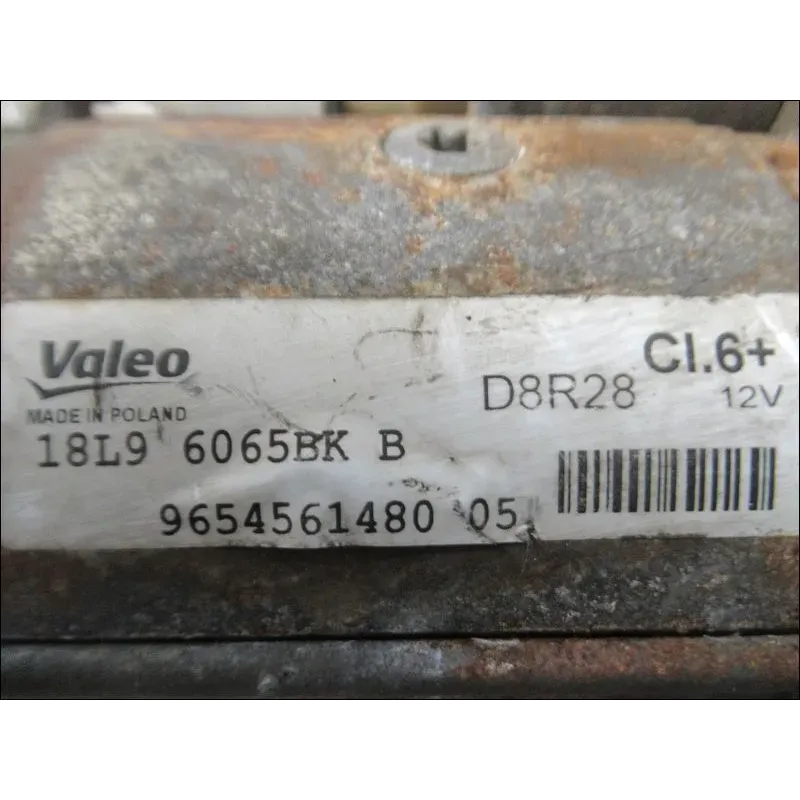 Valeo
MADE IN POLAND
Cl.6+
D8R28 12V
18L9 6065BK B
9654561480 05